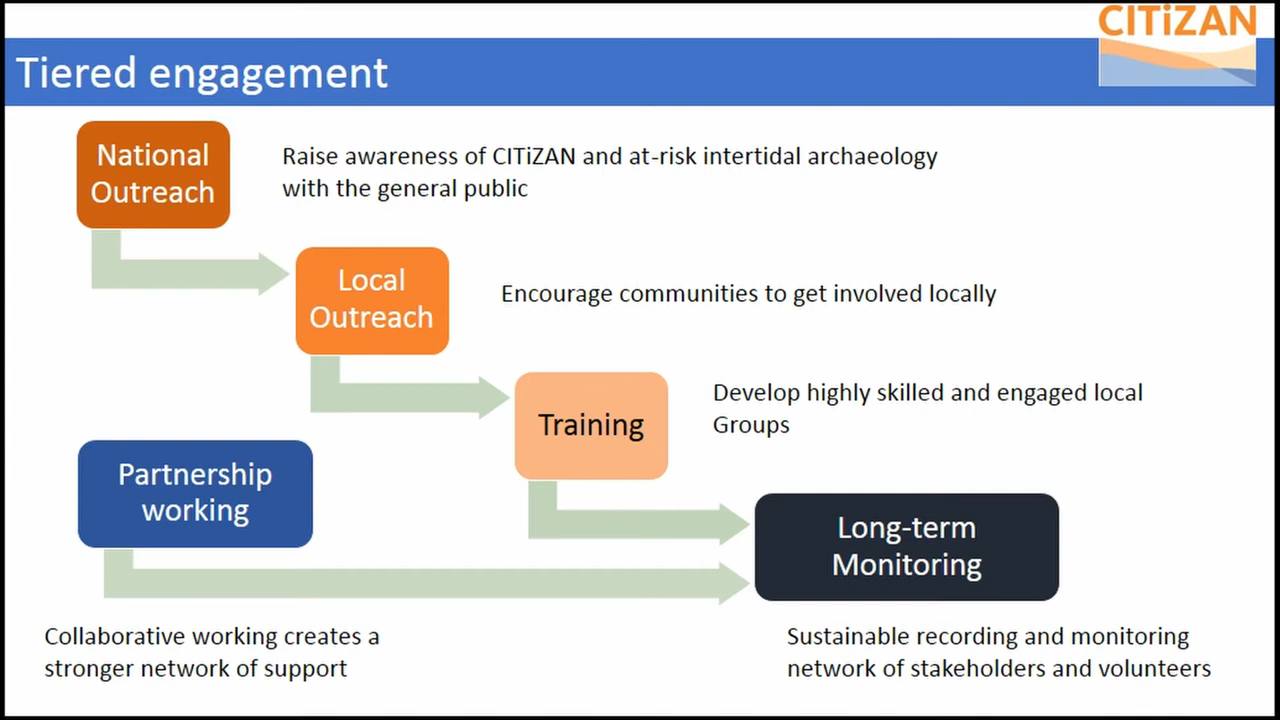 CITiZAN
Tiered engagement
National
Outreach
Raise awareness of CITiZAN and at-risk intertidal archaeology
with the general public
Local
Outreach
Encourage communities to get involved locally
Training
Develop highly skilled and engaged local
Groups
Partnership
working
Long-term
Monitoring
Collaborative working creates a
stronger network of support
Sustainable recording and monitoring
network of stakeholders and volunteers